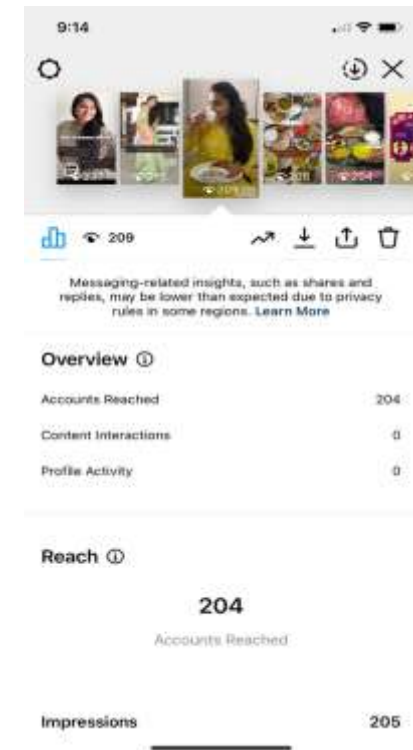 9:14
209
Messaging-related insights, such as shares and
replies, may be lower than expected due to privacy
rules in some regions. Learn More
Overview
Accounts Reached 204
Content Interactions 0
Profile Activity 0
Reach
204
Accounts Reached
Impressions 205